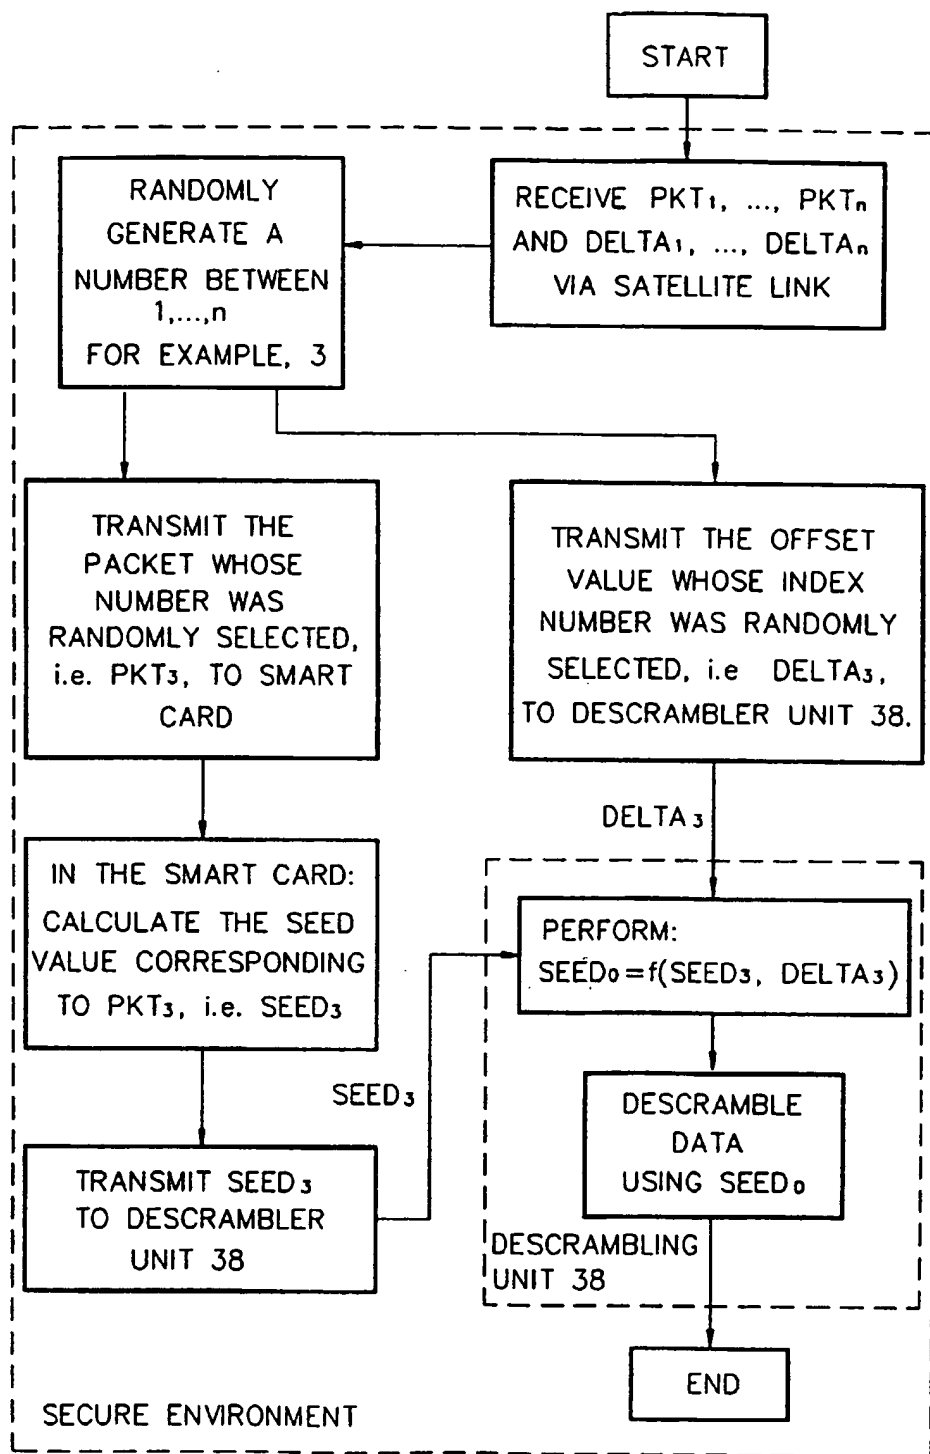 START
RECEIVE PKT₁, ..., PKTₙ
AND DELTA₁, ..., DELTAₙ
VIA SATELLITE LINK
RANDOMLY
GENERATE A
NUMBER BETWEEN
1,...,n
FOR EXAMPLE, 3
TRANSMIT THE
PACKET WHOSE
NUMBER WAS
RANDOMLY SELECTED,
i.e. PKT₃, TO SMART
CARD
TRANSMIT THE OFFSET
VALUE WHOSE INDEX
NUMBER WAS RANDOMLY
SELECTED, i.e DELTA₃,
TO DESCRAMBLER UNIT 38.
DELTA₃
IN THE SMART CARD:
CALCULATE THE SEED
VALUE CORRESPONDING
TO PKT₃, i.e. SEED₃
PERFORM:
SEED₀=f(SEED₃, DELTA₃)
SEED₃
TRANSMIT SEED₃
TO DESCRAMBLER
UNIT 38
DESCRAMBLE
DATA
USING SEED₀
DESCRAMBLING
UNIT 38
END
SECURE ENVIRONMENT